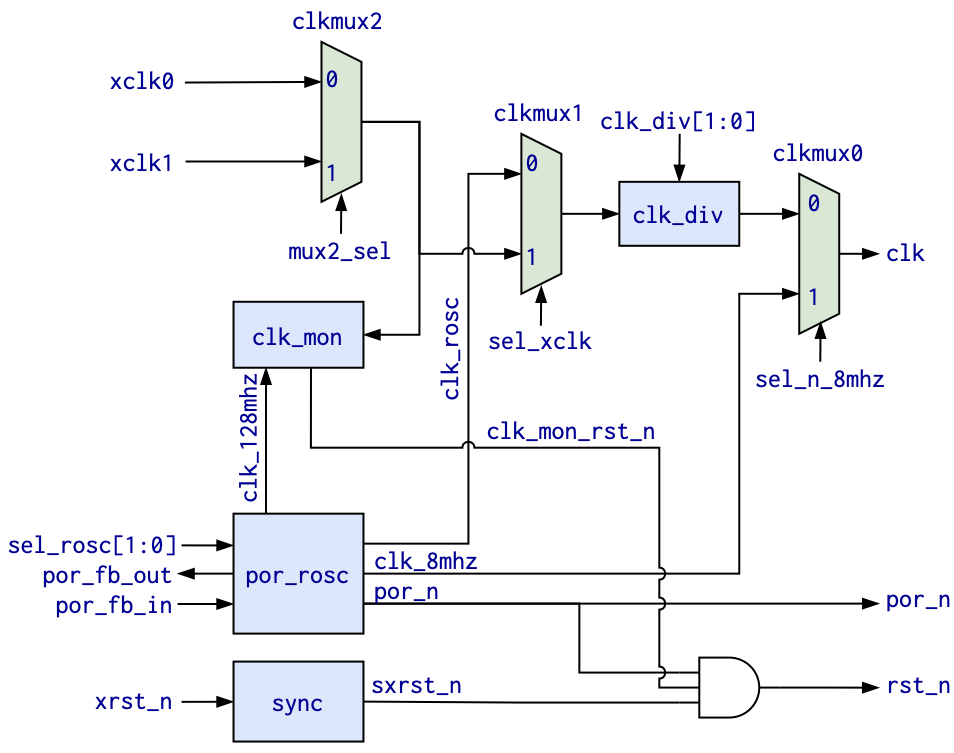 clkmux2
xclk0
0
clkmux1
clk_div[1:0]
xclk1
1
0
clkmux0
clk_div
0
mux2_sel
1
clk
1
clk_mon
clk_rosc
sel_xclk
sel_n_8mhz
clk_128mhz
clk_mon_rst_n
sel_rosc[1:0]
clk_8mhz
por_fb_out
por_rosc
por_n
por_n
por_fb_in
sxrst_n
rst_n
xrst_n
sync